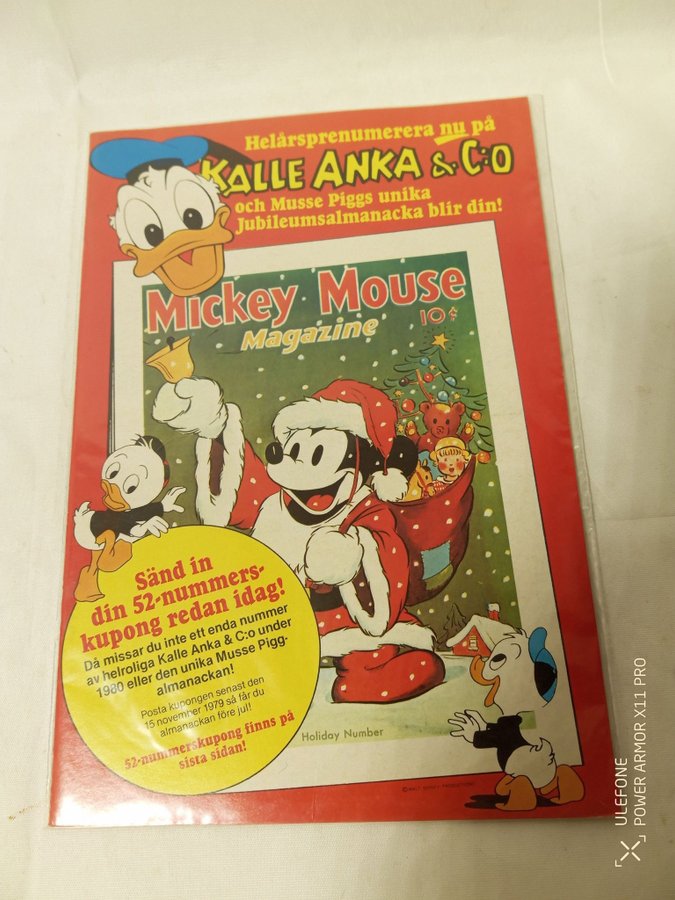 Helårsprenumerera nu på
KALLE ANKA & C:O
och Musse Piggs unika
Jubileumsalmanacka blir din!
Mickey Mouse
Magazine
10¢
Sänd in
din 52-nummers-
kupong redan idag!
Då missar du inte ett enda nummer
av helroliga Kalle Anka & C:o under
1980 eller den unika Musse Pigg-
almanackan!
Posta kupongen senast den
15 november 1979 så får du
almanackan före jul!
52-nummerskupong finns på
sista sidan!
Holiday Number
© WALT DISNEY PRODUCTIONS
ULEFONE
POWER ARMOR X11 PRO